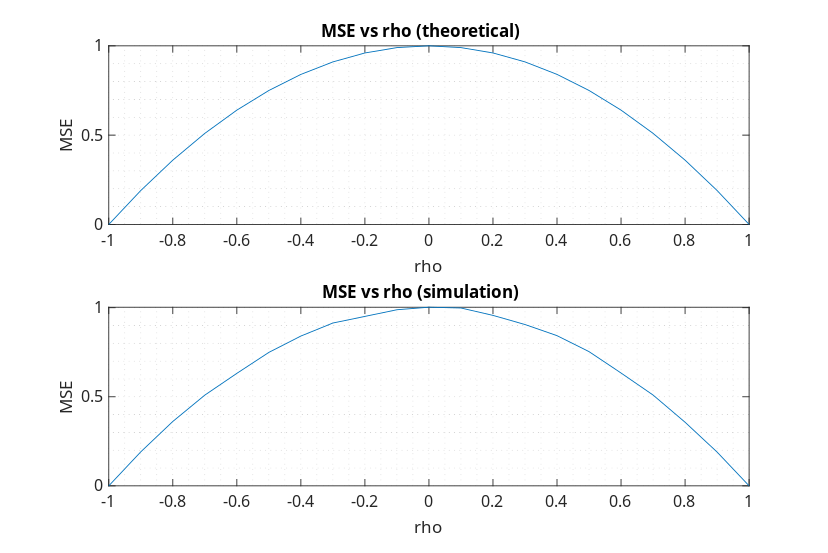 MSE vs rho (theoretical)
1
0.5
0
MSE
-1 -0.8 -0.6 -0.4 -0.2 0 0.2 0.4 0.6 0.8 1
rho
MSE vs rho (simulation)
1
0.5
0
MSE
-1 -0.8 -0.6 -0.4 -0.2 0 0.2 0.4 0.6 0.8 1
rho